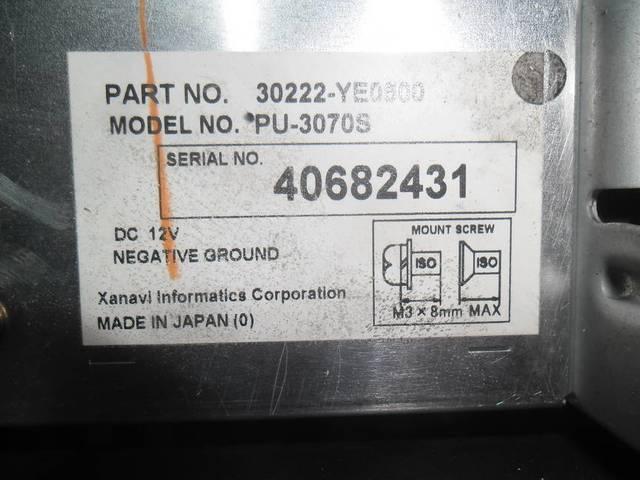 PART NO. 30222-YE0300
MODEL NO. PU-3070S
SERIAL NO.
40682431
DC 12V
NEGATIVE GROUND
MOUNT SCREW
ISO ISO
M3 × 8mm MAX
Xanavi Informatics Corporation
MADE IN JAPAN (0)